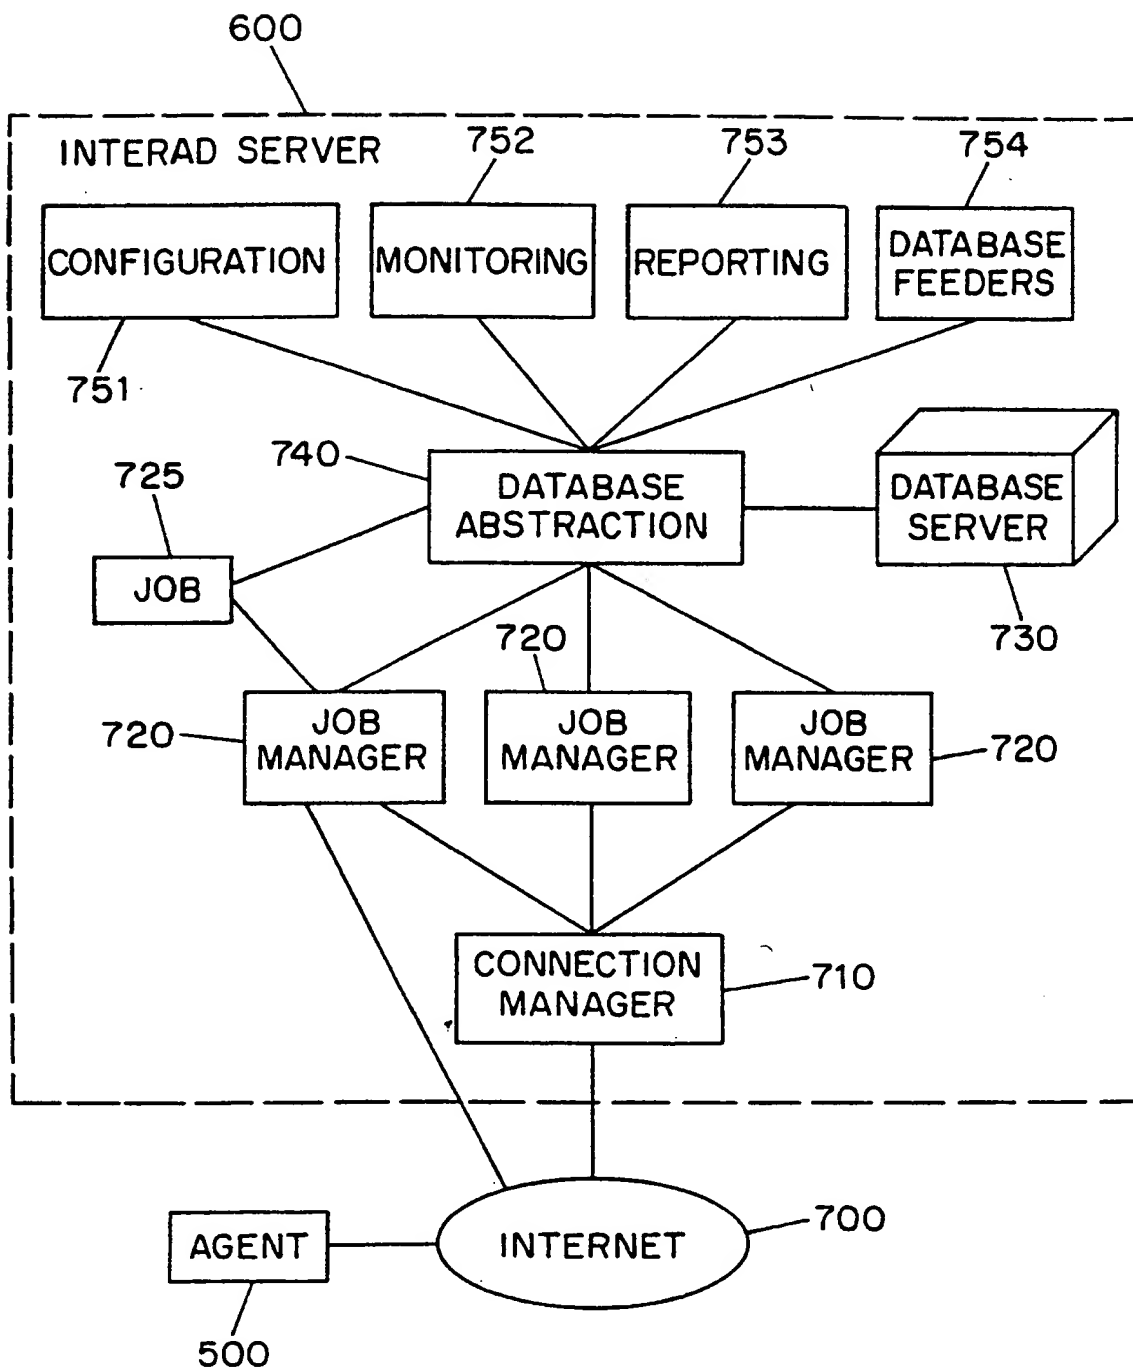 600
INTERAD SERVER
752
753
754
CONFIGURATION
MONITORING
REPORTING
DATABASE
FEEDERS
751
740
DATABASE
ABSTRACTION
DATABASE
SERVER
725
JOB
730
720
720
JOB
MANAGER
JOB
MANAGER
JOB
MANAGER
720
CONNECTION
MANAGER
710
AGENT
INTERNET
700
500